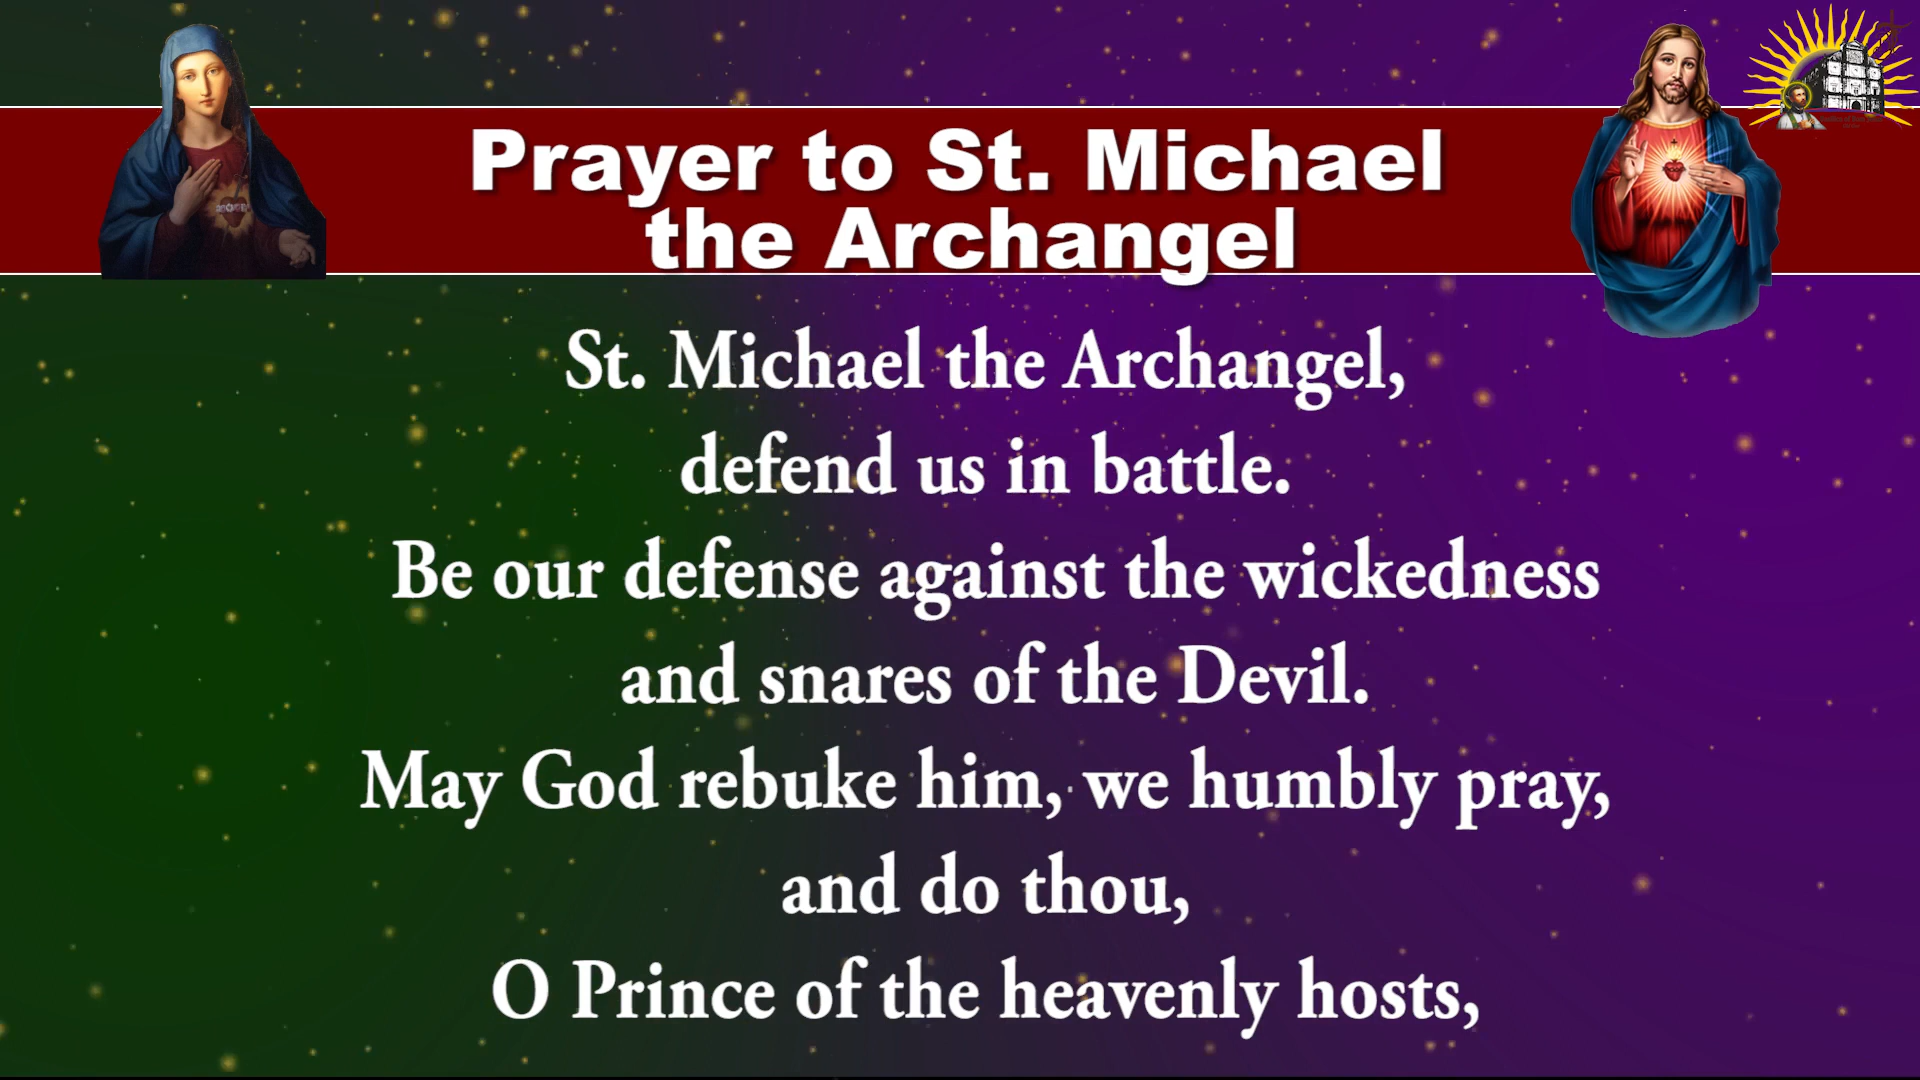 Prayer to St. Michael
the Archangel
St. Michael the Archangel,
defend us in battle.
Be our defense against the wickedness
and snares of the Devil.
May God rebuke him, we humbly pray,
and do thou,
O Prince of the heavenly hosts,